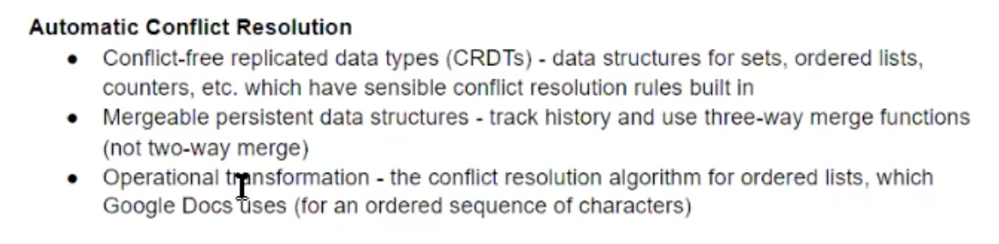 Automatic Conflict Resolution
● Conflict-free replicated data types (CRDTs) - data structures for sets, ordered lists,
counters, etc. which have sensible conflict resolution rules built in
● Mergeable persistent data structures - track history and use three-way merge functions
(not two-way merge)
● Operational transformation - the conflict resolution algorithm for ordered lists, which
Google Docs uses (for an ordered sequence of characters)